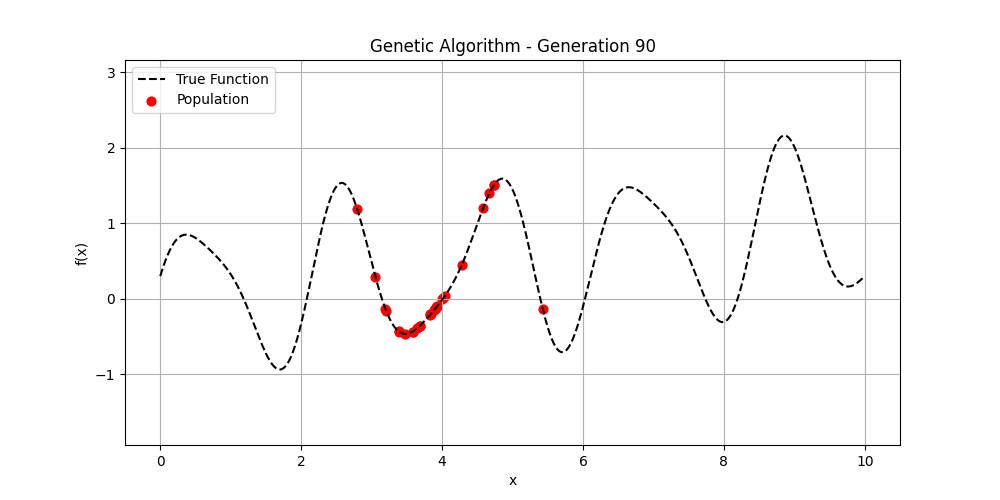 Genetic Algorithm - Generation 90
True Function
Population
3
2
1
0
−1
f(x)
0 2 4 6 8 10
x